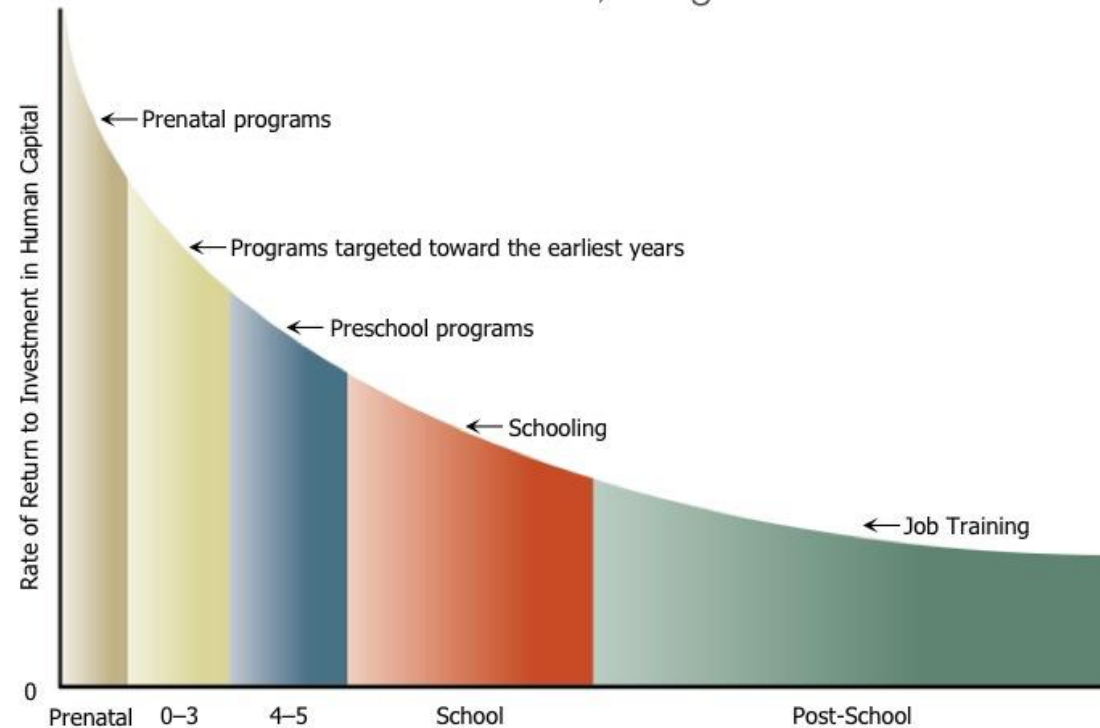 Rate of Return to Investment in Human Capital
Prenatal programs
Programs targeted toward the earliest years
Preschool programs
Schooling
Job Training
0
Prenatal 0–3 4–5 School Post-School